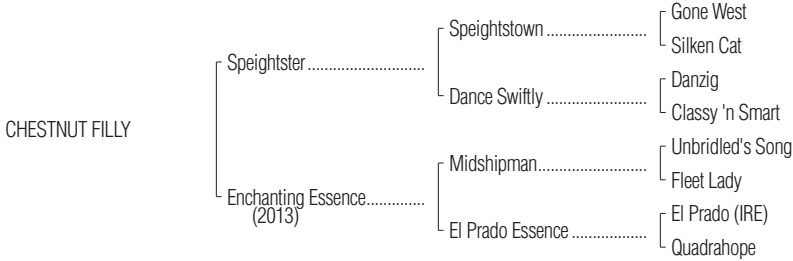 Gone West
Speightstown ........................
Silken Cat
Speightster ............................
Danzig
Dance Swiftly ........................
Classy 'n Smart
CHESTNUT FILLY
Unbridled's Song
Midshipman..........................
Fleet Lady
Enchanting Essence..............
(2013)
El Prado (IRE)
El Prado Essence ..................
Quadrahope